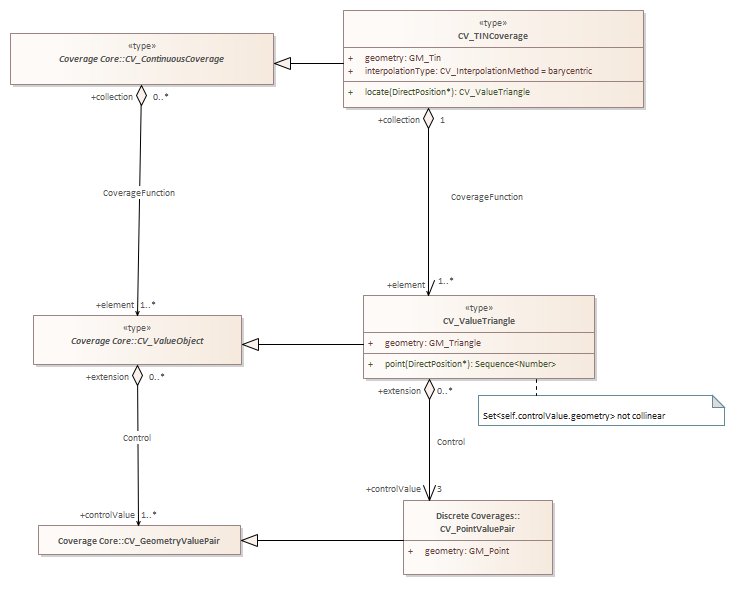 «type»
Coverage Core::CV_ContinuousCoverage
«type»
CV_TINCoverage
+ geometry: GM_Tin
+ interpolationType: CV_InterpolationMethod = barycentric
+ locate(DirectPosition*): CV_ValueTriangle
+collection 0..*
+collection 1
CoverageFunction
CoverageFunction
+element 1..*
+element 1..*
«type»
Coverage Core::CV_ValueObject
«type»
CV_ValueTriangle
+ geometry: GM_Triangle
+ point(DirectPosition*): Sequence<Number>
+extension 0..*
+extension 0..*
Set<self.controlValue.geometry> not collinear
Control
Control
+controlValue 1..*
+controlValue 3
Coverage Core::CV_GeometryValuePair
Discrete Coverages::
CV_PointValuePair
+ geometry: GM_Point